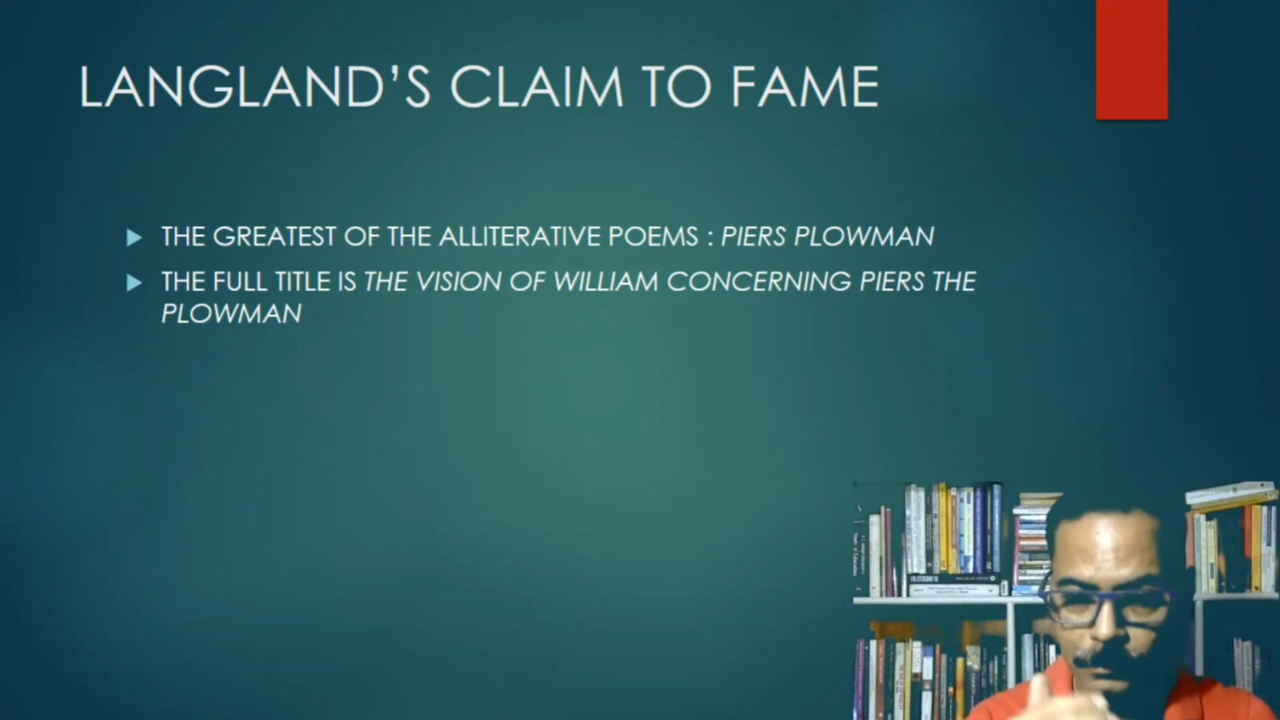 LANGLAND'S CLAIM TO FAME
THE GREATEST OF THE ALLITERATIVE POEMS : PIERS PLOWMAN
THE FULL TITLE IS THE VISION OF WILLIAM CONCERNING PIERS THE
PLOWMAN